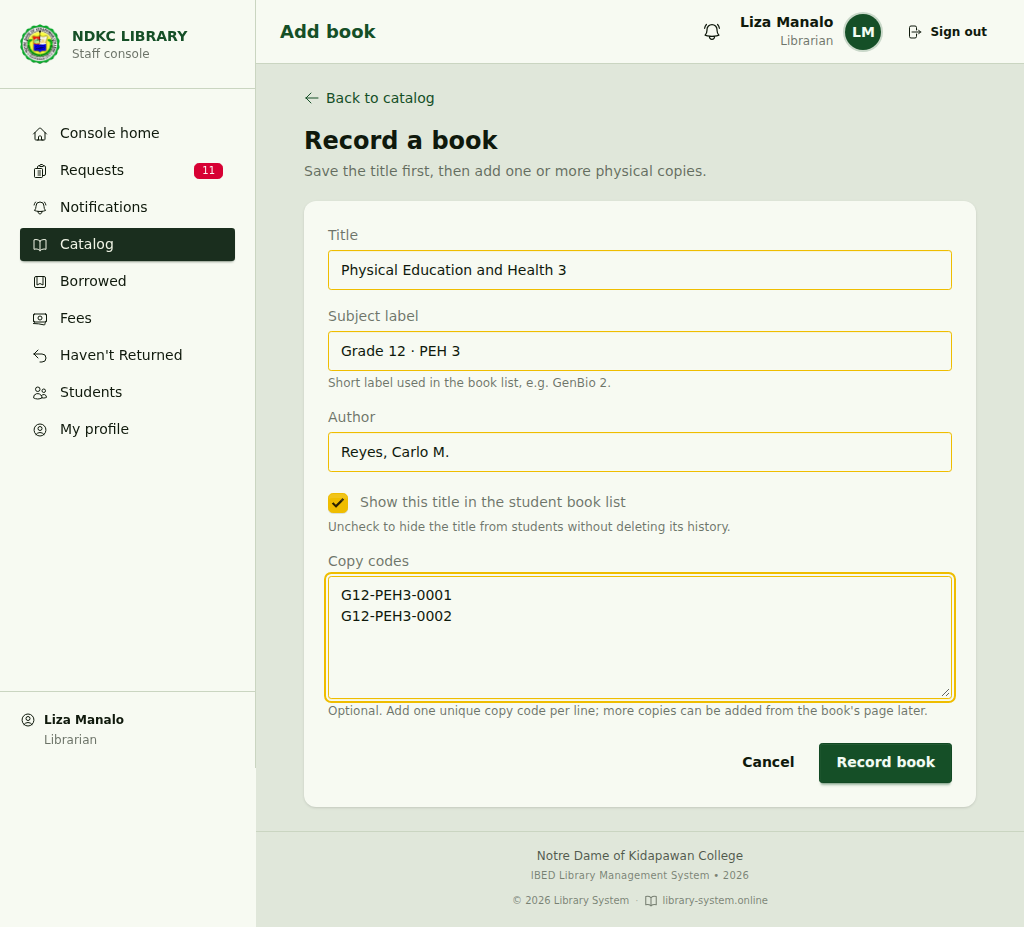 NDKC LIBRARY
Staff console
Console home
Requests 11
Notifications
Catalog
Borrowed
Fees
Haven't Returned
Students
My profile
Liza Manalo
Librarian
Add book
Liza Manalo
Librarian
LM
Sign out
Back to catalog
Record a book
Save the title first, then add one or more physical copies.
Title
Physical Education and Health 3
Subject label
Grade 12 · PEH 3
Short label used in the book list, e.g. GenBio 2.
Author
Reyes, Carlo M.
Show this title in the student book list
Uncheck to hide the title from students without deleting its history.
Copy codes
G12-PEH3-0001
G12-PEH3-0002
Optional. Add one unique copy code per line; more copies can be added from the book's page later.
Cancel
Record book
Notre Dame of Kidapawan College
IBED Library Management System • 2026
© 2026 Library System · library-system.online